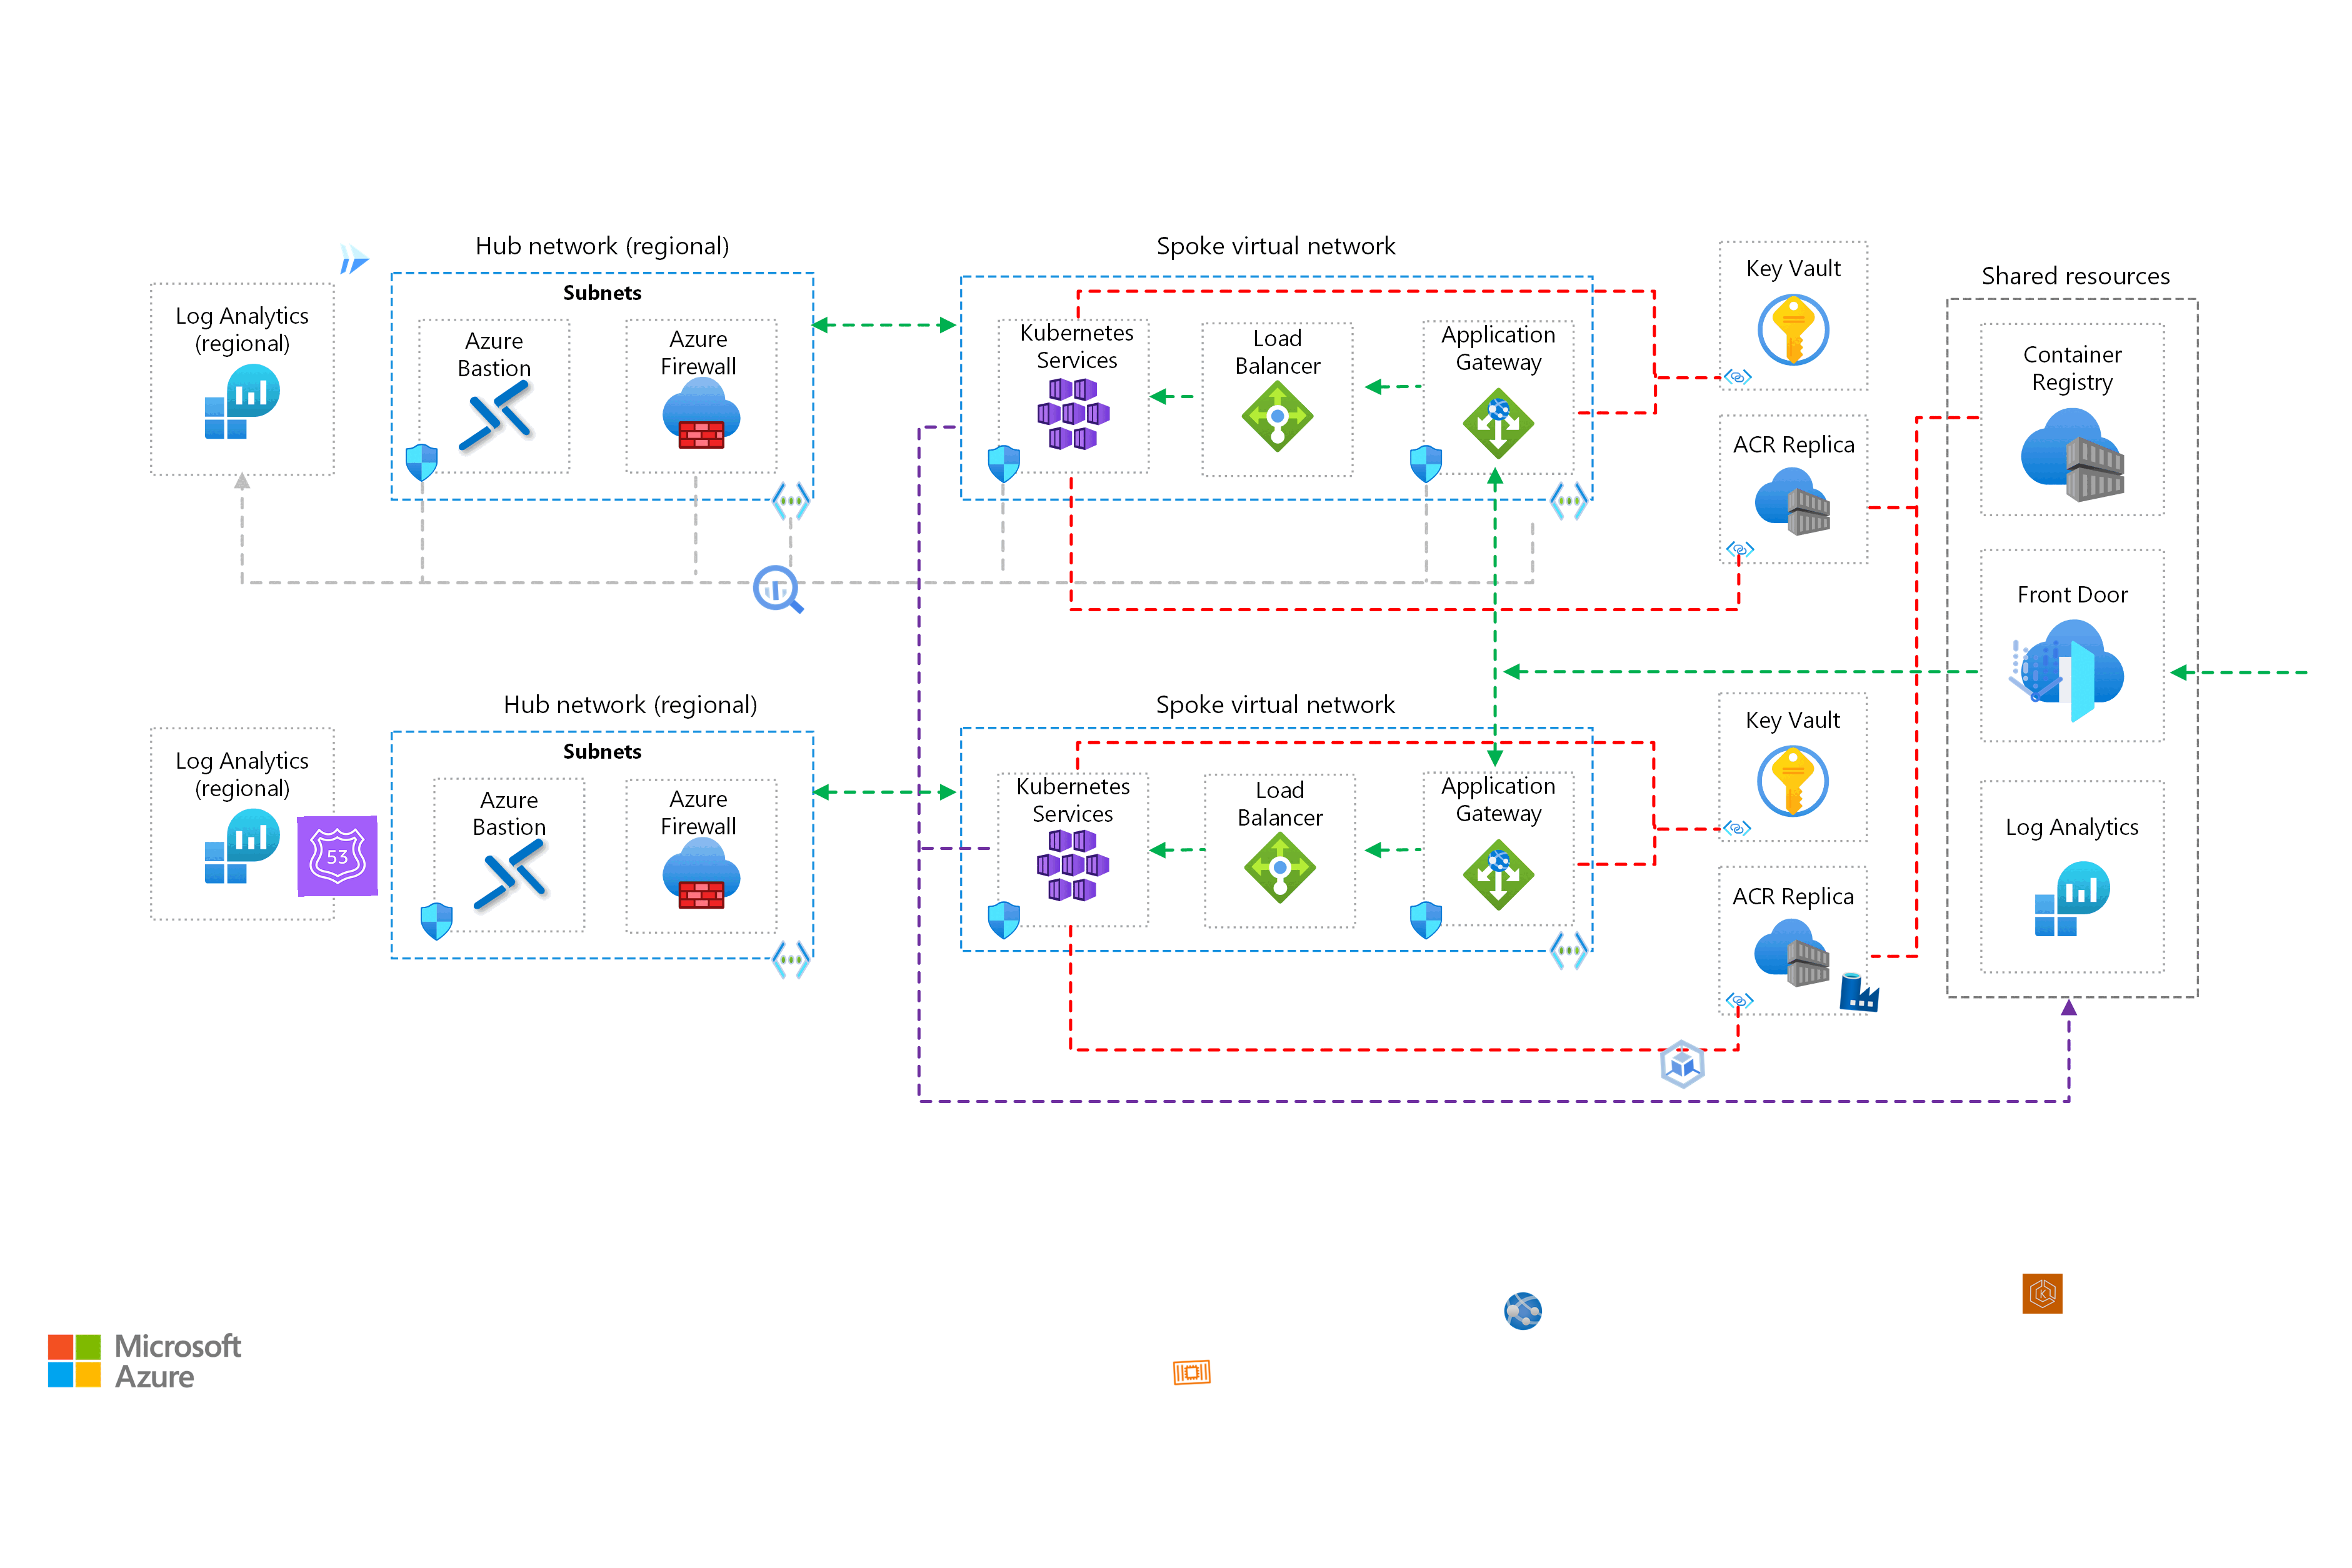 Hub network (regional)
Spoke virtual network
Subnets
Log Analytics
(regional)
Azure
Bastion
Azure
Firewall
Kubernetes
Services
Load
Balancer
Application
Gateway
Key Vault
ACR Replica
Shared resources
Container
Registry
Front Door
Log Analytics
Hub network (regional)
Spoke virtual network
Subnets
Log Analytics
(regional)
53
Azure
Bastion
Azure
Firewall
Kubernetes
Services
Load
Balancer
Application
Gateway
Key Vault
ACR Replica
K
Microsoft
Azure